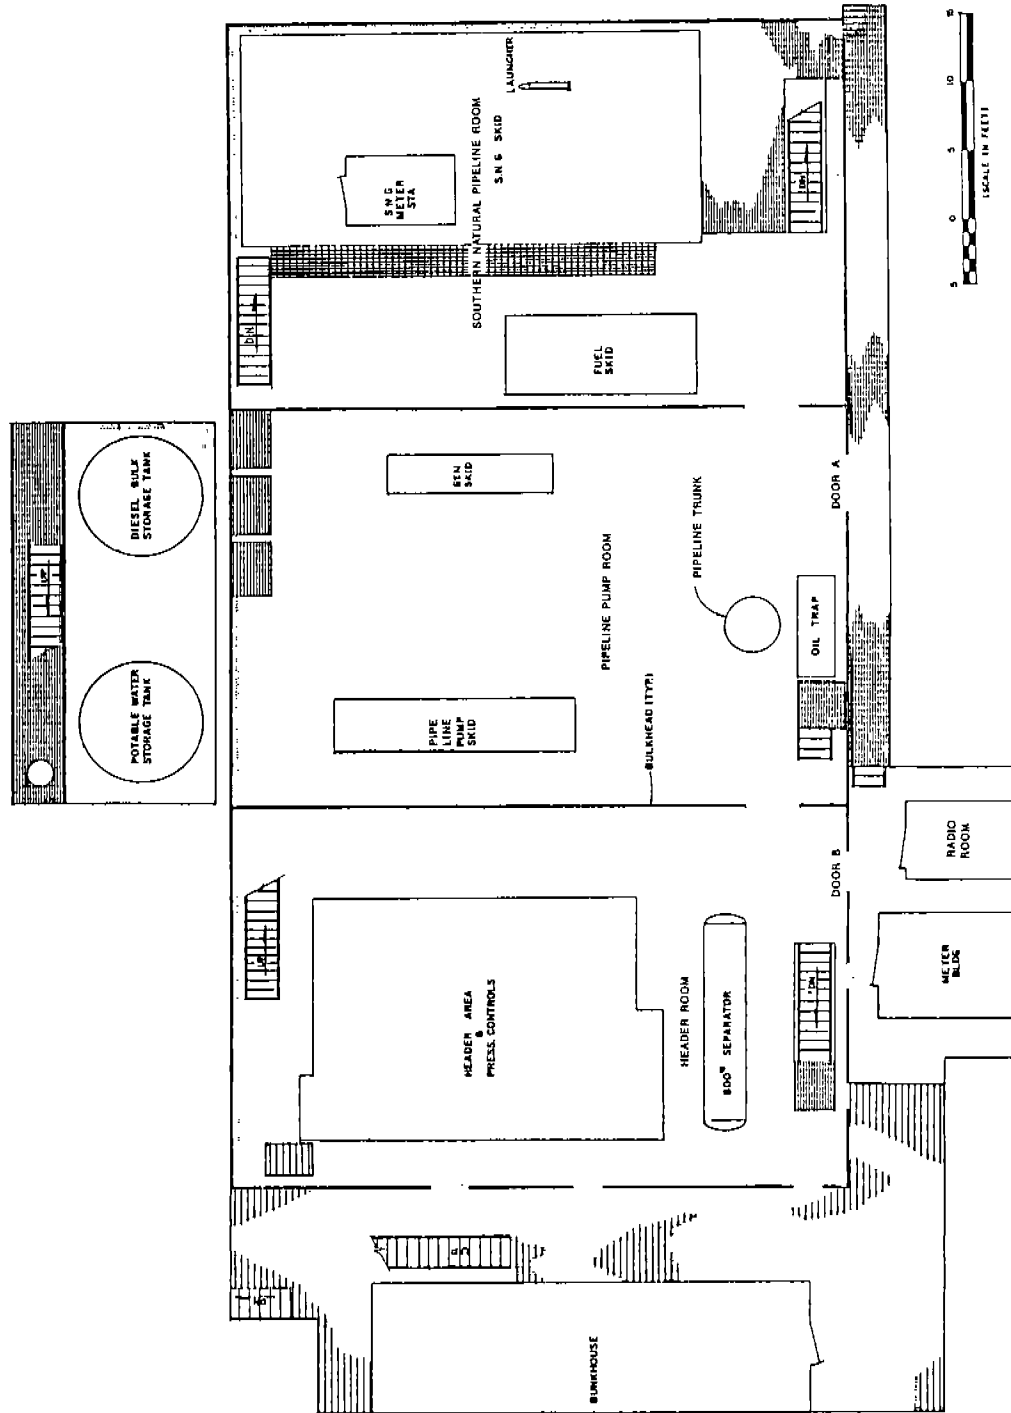 POTABLE WATER
STORAGE TANK
UP
DIESEL BULK
STORAGE TANK
BUNKHOUSE
UP
HEADER AREA
&
PRESS. CONTROLS
HEADER ROOM
SEPARATOR
DN
DOOR B
METER
BLDG
RADIO
ROOM
BULKHEAD (TYP.)
PIPE
LINE
PUMP
SKID
PIPELINE PUMP ROOM
GEN
SKID
PIPELINE TRUNK
OIL TRAP
DOOR A
DN
FUEL
SKID
SOUTHERN NATURAL PIPELINE ROOM
S.N.G SKID
S N G
METER
STA
LAUNCHER
DN
5 0 5 10 15
(SCALE IN FEET)